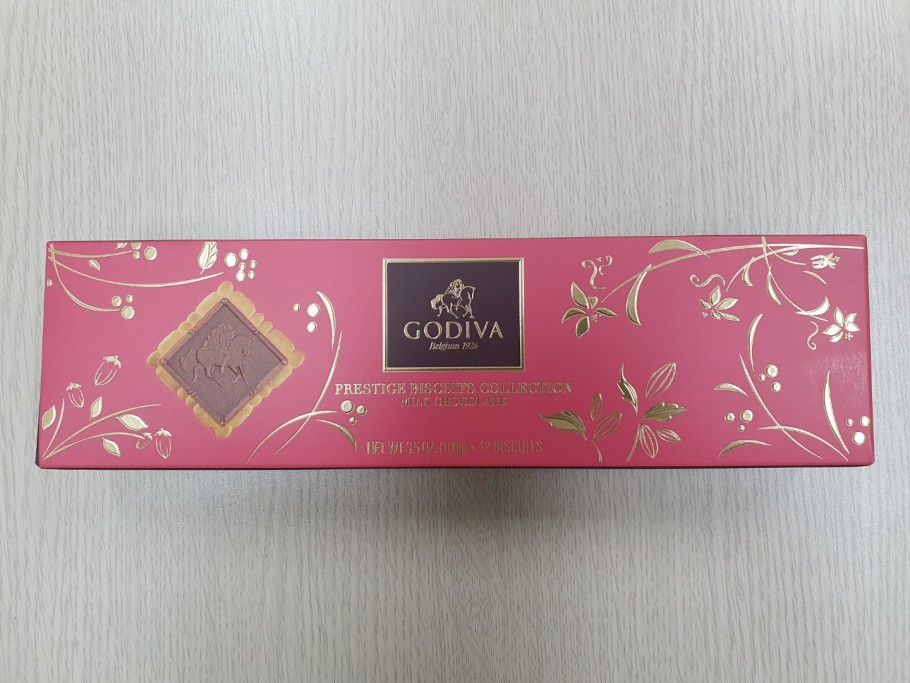 GODIVA
Belgium 1926
PRESTIGE BISCUITS COLLECTION
MILK CHOCOLATE
NET WT 3.5 OZ. (100g) • 12 BISCUITS